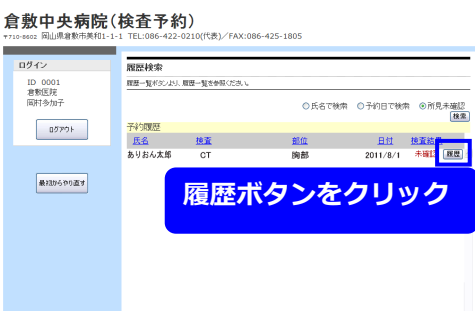 倉敷中央病院(検査予約)
〒710-8602 岡山県倉敷市美和1-1-1 TEL:086-422-0210(代表)/FAX:086-425-1805
ログイン
ID 0001
倉敷医院
岡村多加子
ログアウト
最初からやり直す
履歴検索
履歴一覧ボタンより、履歴一覧を参照ください。
氏名で検索 予約日で検索 所見未確認
検索
予約履歴
氏名 検査 部位 日付 検査結果
ありおん太郎 CT 胸部 2011/8/1 未確認 履歴
履歴ボタンをクリック